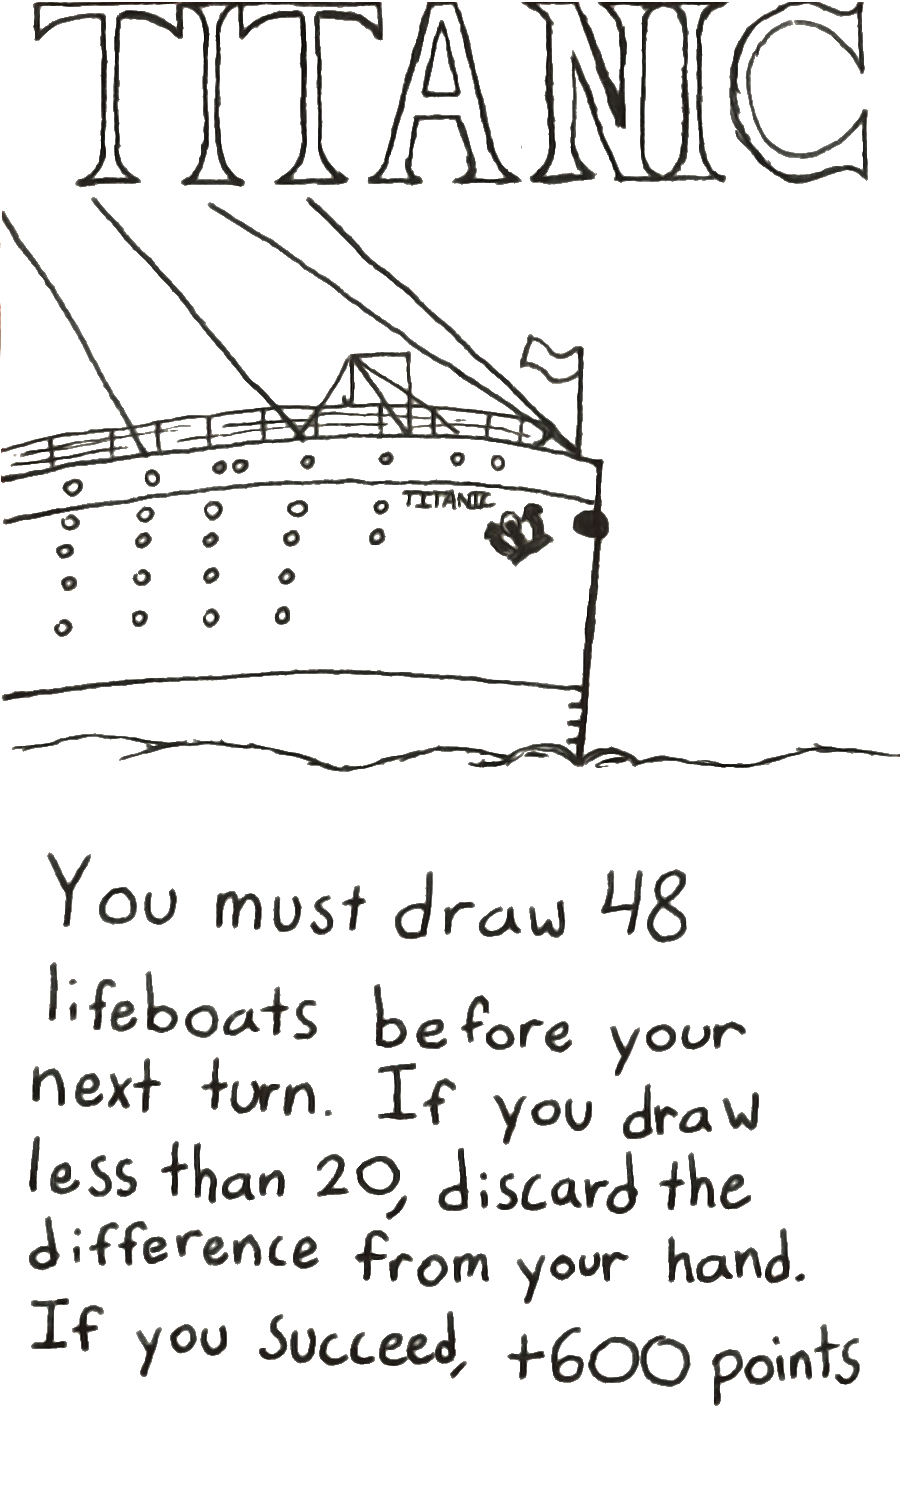 TITANIC
TITANIC
You must draw 48
lifeboats before your
next turn. If you draw
less than 20, discard the
difference from your hand.
If you succeed, +600 points